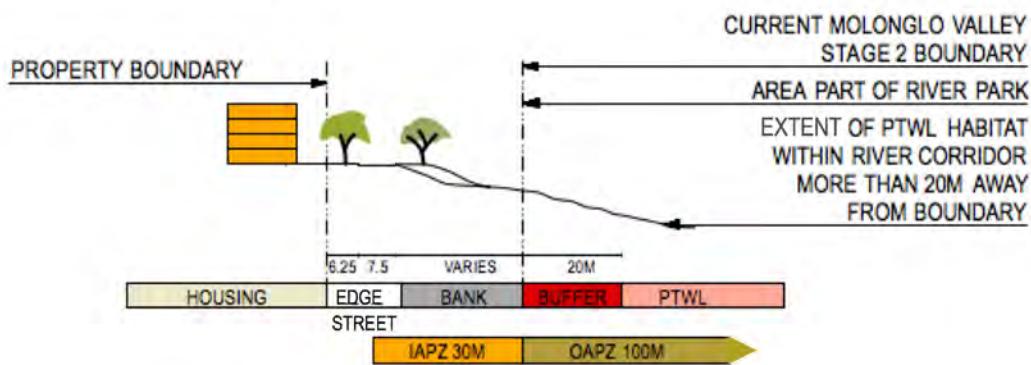 CURRENT MOLONGLO VALLEY
STAGE 2 BOUNDARY
PROPERTY BOUNDARY
AREA PART OF RIVER PARK
EXTENT OF PTWL HABITAT
WITHIN RIVER CORRIDOR
MORE THAN 20M AWAY
FROM BOUNDARY
6.25 7.5 VARIES 20M
HOUSING EDGE BANK BUFFER PTWL
STREET
IAPZ 30M OAPZ 100M